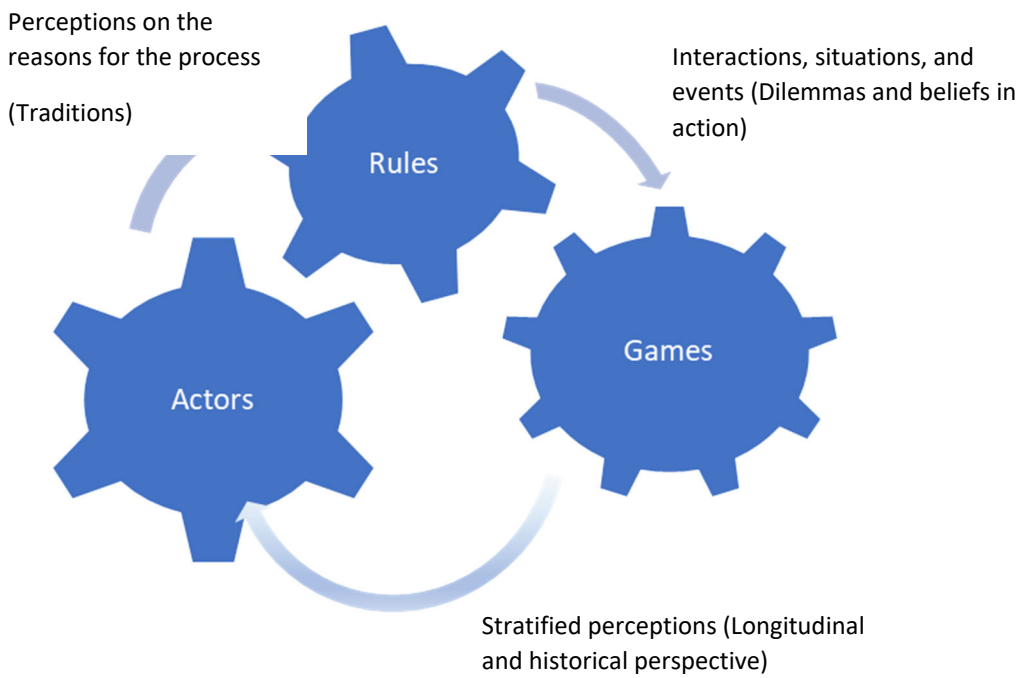 Perceptions on the
reasons for the process
(Traditions)
Interactions, situations, and
events (Dilemmas and beliefs in
action)
Rules
Games
Actors
Stratified perceptions (Longitudinal
and historical perspective)